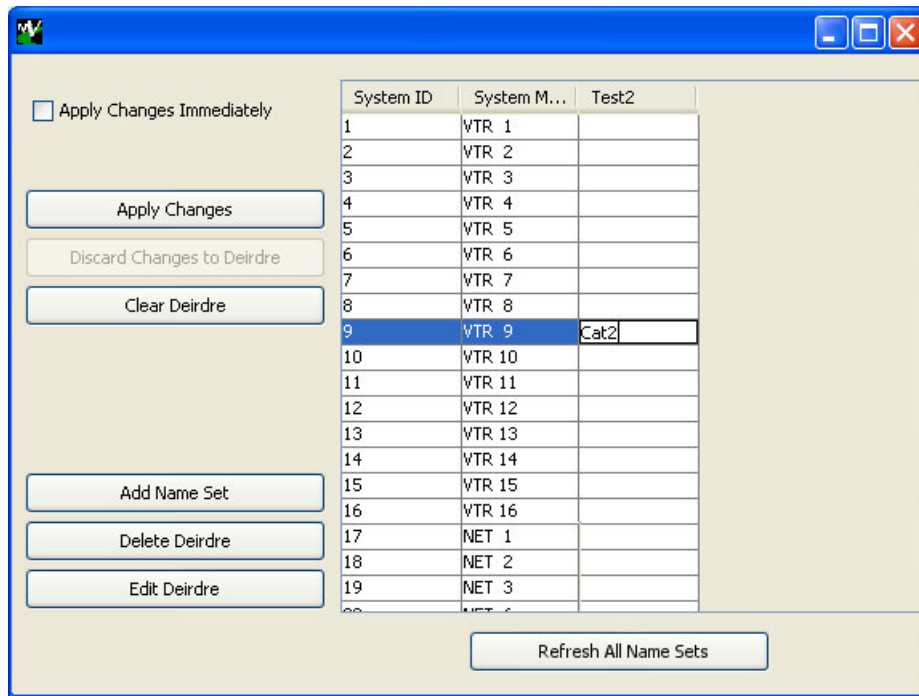 Apply Changes Immediately
Apply Changes
Discard Changes to Deirdre
Clear Deirdre
Add Name Set
Delete Deirdre
Edit Deirdre
System ID System M... Test2
1 VTR 1
2 VTR 2
3 VTR 3
4 VTR 4
5 VTR 5
6 VTR 6
7 VTR 7
8 VTR 8
9 VTR 9 Cat2
10 VTR 10
11 VTR 11
12 VTR 12
13 VTR 13
14 VTR 14
15 VTR 15
16 VTR 16
17 NET 1
18 NET 2
19 NET 3
Refresh All Name Sets